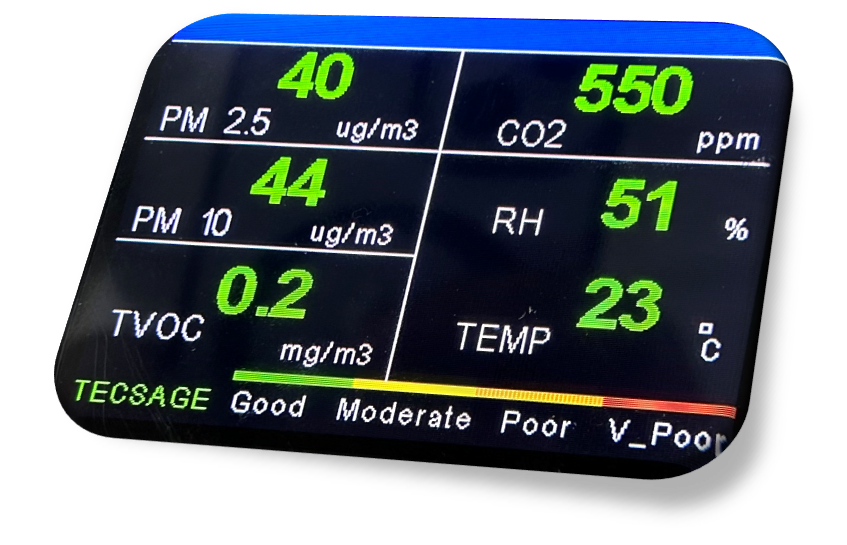 40
PM 2.5 ug/m3
550
CO2 ppm
44
PM 10 ug/m3
RH 51 %
0.2
TVOC mg/m3
TEMP 23 °C
TECSAGE Good Moderate Poor V_Poor